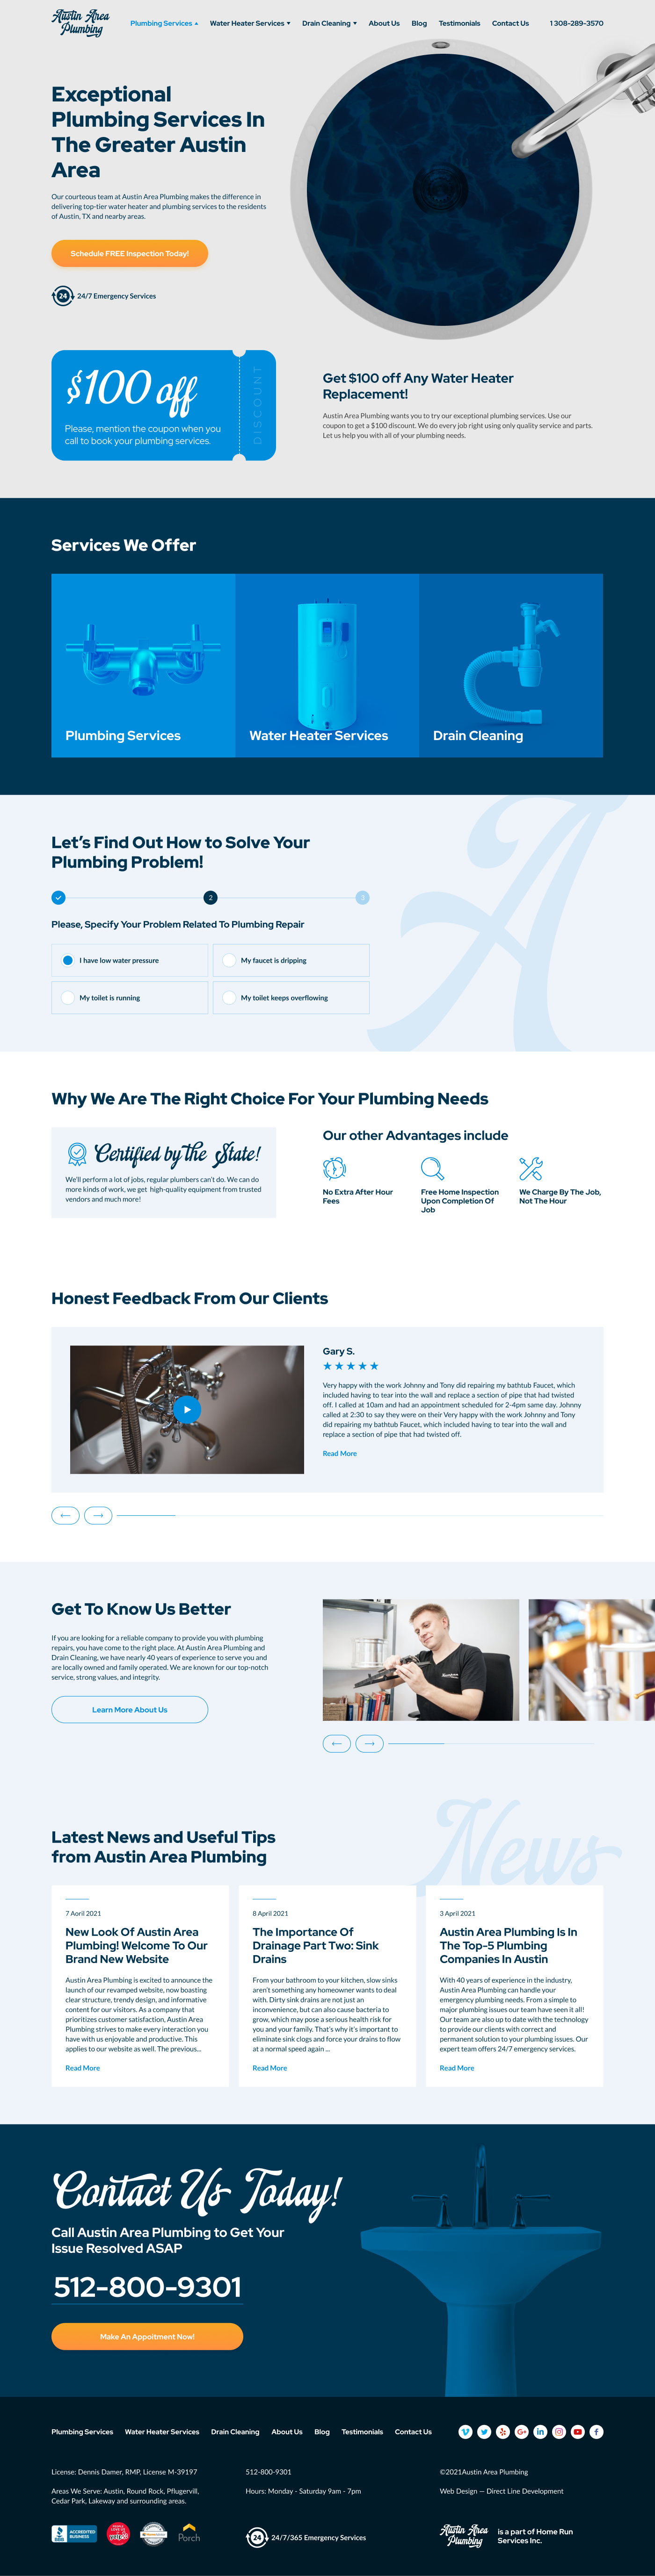 Austin Area
Plumbing
Plumbing Services
Water Heater Services
Drain Cleaning
About Us
Blog
Testimonials
Contact Us
1 308-289-3570
Exceptional
Plumbing Services In
The Greater Austin
Area
Our courteous team at Austin Area Plumbing makes the difference in
delivering top-tier water heater and plumbing services to the residents
of Austin, TX and nearby areas.
Schedule FREE Inspection Today!
24 24/7 Emergency Services
$100 off
Please, mention the coupon when you
call to book your plumbing services.
DISCOUNT
Get $100 off Any Water Heater
Replacement!
Austin Area Plumbing wants you to try our exceptional plumbing services. Use our
coupon to get a $100 discount. We do every job right using only quality service and parts.
Let us help you with all of your plumbing needs.
Services We Offer
Plumbing Services
Water Heater Services
Drain Cleaning
Let's Find Out How to Solve Your
Plumbing Problem!
2
3
Please, Specify Your Problem Related To Plumbing Repair
I have low water pressure
My faucet is dripping
My toilet is running
My toilet keeps overflowing
A
Why We Are The Right Choice For Your Plumbing Needs
Certified by the State!
We'll perform a lot of jobs, regular plumbers can't do. We can do
more kinds of work, we get high-quality equipment from trusted
vendors and much more!
Our other Advantages include
No Extra After Hour
Fees
Free Home Inspection
Upon Completion Of
Job
We Charge By The Job,
Not The Hour
Honest Feedback From Our Clients
Gary S.
Very happy with the work Johnny and Tony did repairing my bathtub Faucet, which
included having to tear into the wall and replace a section of pipe that had twisted
off. I called at 10am and had an appointment scheduled for 2-4pm same day. Johnny
called at 2:30 to say they were on their Very happy with the work Johnny and Tony
did repairing my bathtub Faucet, which included having to tear into the wall and
replace a section of pipe that had twisted off.
Read More
Get To Know Us Better
If you are looking for a reliable company to provide you with plumbing
repairs, you have come to the right place. At Austin Area Plumbing and
Drain Cleaning, we have nearly 40 years of experience to serve you and
are locally owned and family operated. We are known for our top-notch
service, strong values, and integrity.
Learn More About Us
News
Latest News and Useful Tips
from Austin Area Plumbing
7 Aoril 2021
New Look Of Austin Area
Plumbing! Welcome To Our
Brand New Website
Austin Area Plumbing is excited to announce the
launch of our revamped website, now boasting
clear structure, trendy design, and informative
content for our visitors. As a company that
prioritizes customer satisfaction, Austin Area
Plumbing strives to make every interaction you
have with us enjoyable and productive. This
applies to our website as well. The previous...
Read More
8 April 2021
The Importance Of
Drainage Part Two: Sink
Drains
From your bathroom to your kitchen, slow sinks
aren't something any homeowner wants to deal
with. Dirty sink drains are not just an
inconvenience, but can also cause bacteria to
grow, which may pose a serious health risk for
you and your family. That's why it's important to
eliminate sink clogs and force your drains to flow
at a normal speed again ...
Read More
3 April 2021
Austin Area Plumbing Is In
The Top-5 Plumbing
Companies In Austin
With 40 years of experience in the industry,
Austin Area Plumbing can handle your
emergency plumbing needs. From a simple to
major plumbing issues our team have seen it all!
Our team are also up to date with the technology
to provide our clients with correct and
permanent solution to your plumbing issues. Our
expert team offers 24/7 emergency services.
Read More
Contact Us Today!
Call Austin Area Plumbing to Get Your
Issue Resolved ASAP
512-800-9301
Make An Appoitment Now!
Plumbing Services
Water Heater Services
Drain Cleaning
About Us
Blog
Testimonials
Contact Us
License: Dennis Damer, RMP, License M-39197
512-800-9301
©2021Austin Area Plumbing
Areas We Serve: Austin, Round Rock, Pflugervill,
Cedar Park, Lakeway and surrounding areas.
Hours: Monday - Saturday 9am - 7pm
Web Design — Direct Line Development
BBB
ACCREDITED
BUSINESS
Porch
24 24/7/365 Emergency Services
Austin Area
Plumbing
is a part of Home Run
Services Inc.